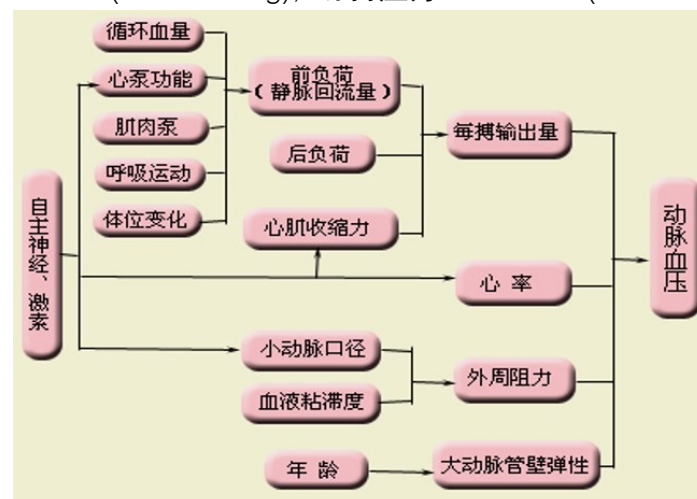 循环血量
心泵功能
肌肉泵
呼吸运动
体位变化
自主神经、激素
前负荷
（静脉回流量）
后负荷
心肌收缩力
每搏输出量
心 率
小动脉口径
血液粘滞度
外周阻力
年 龄
大动脉管壁弹性
动脉血压